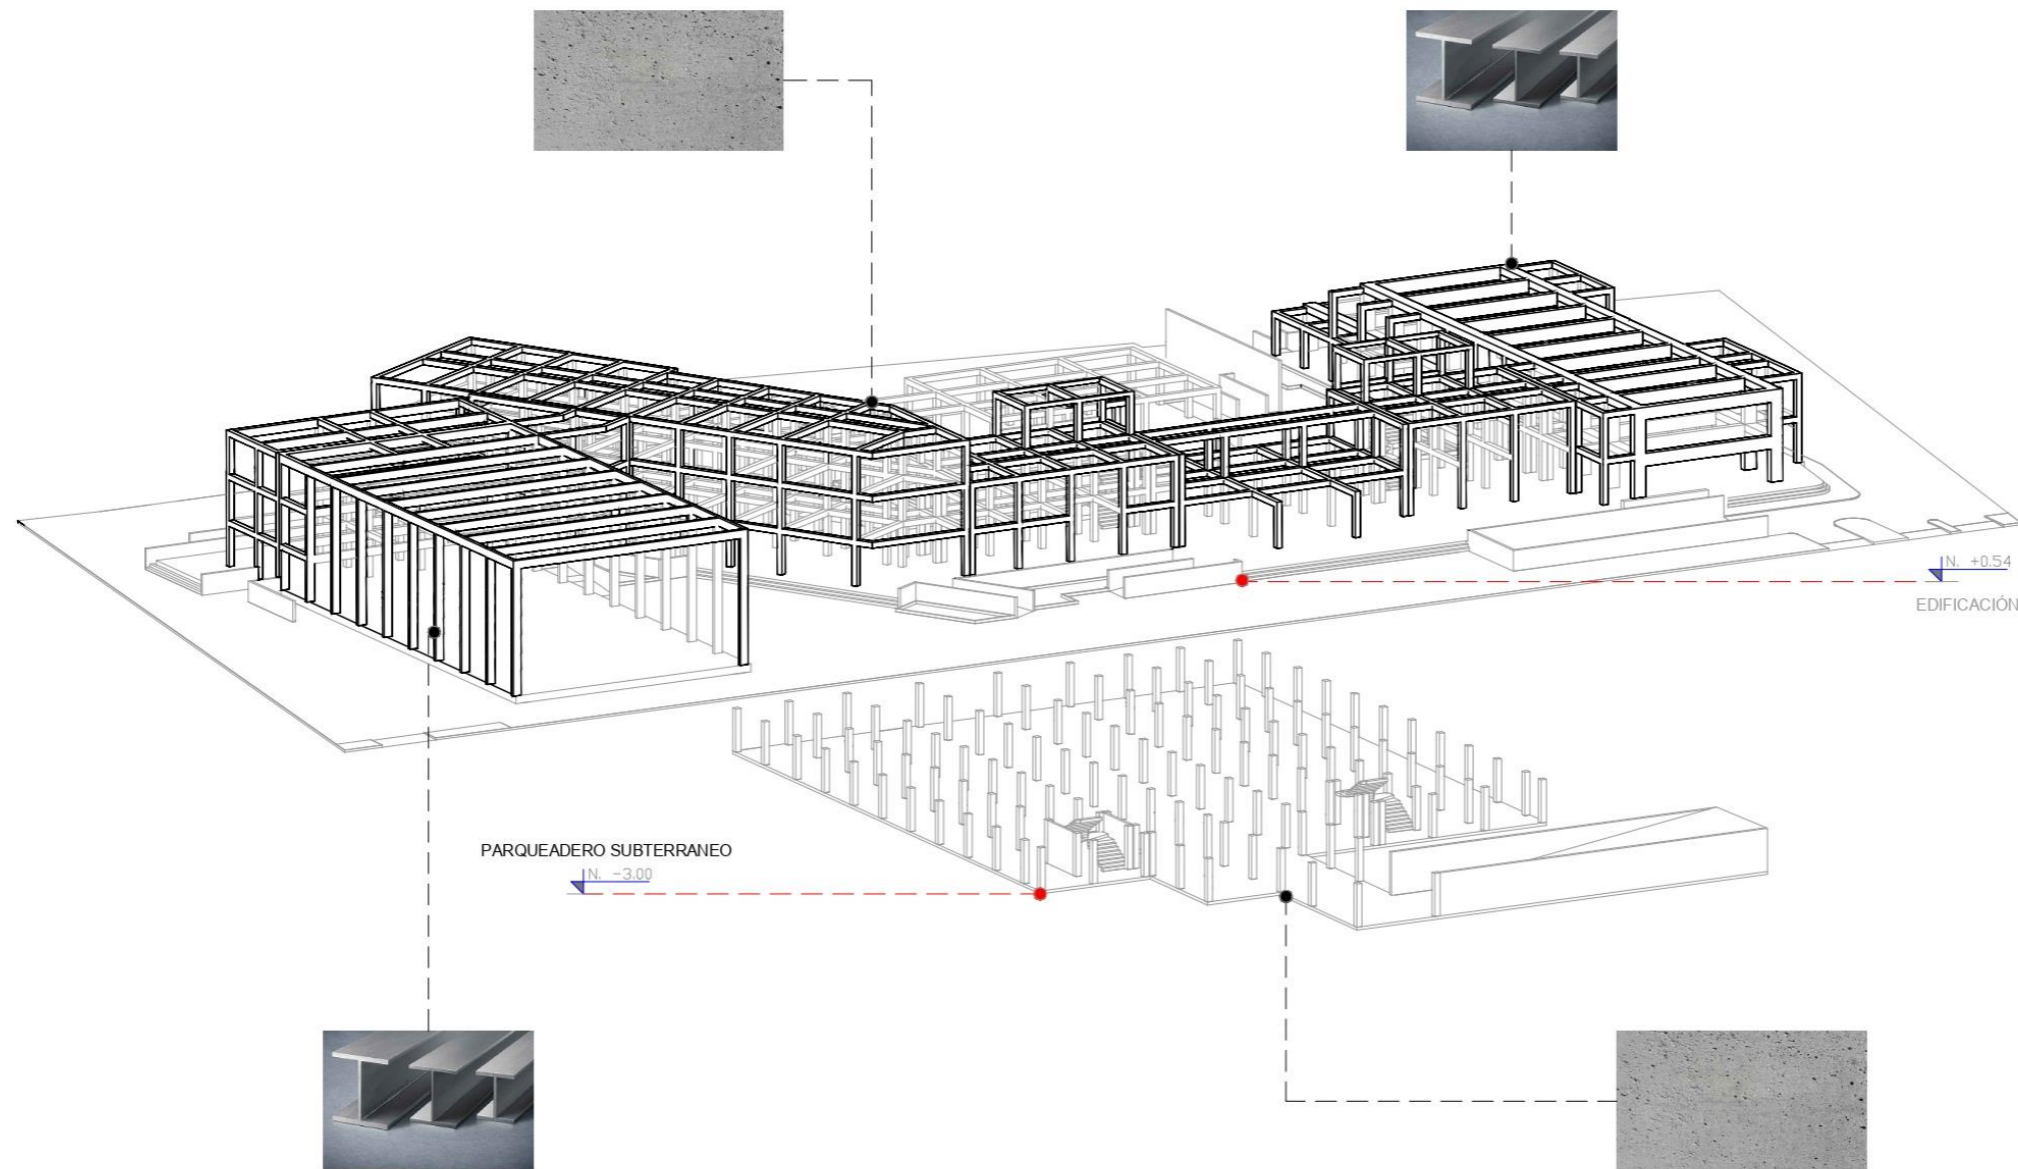 N. +0.54
EDIFICACIÓN
PARQUEADERO SUBTERRANEO
N. -3.00